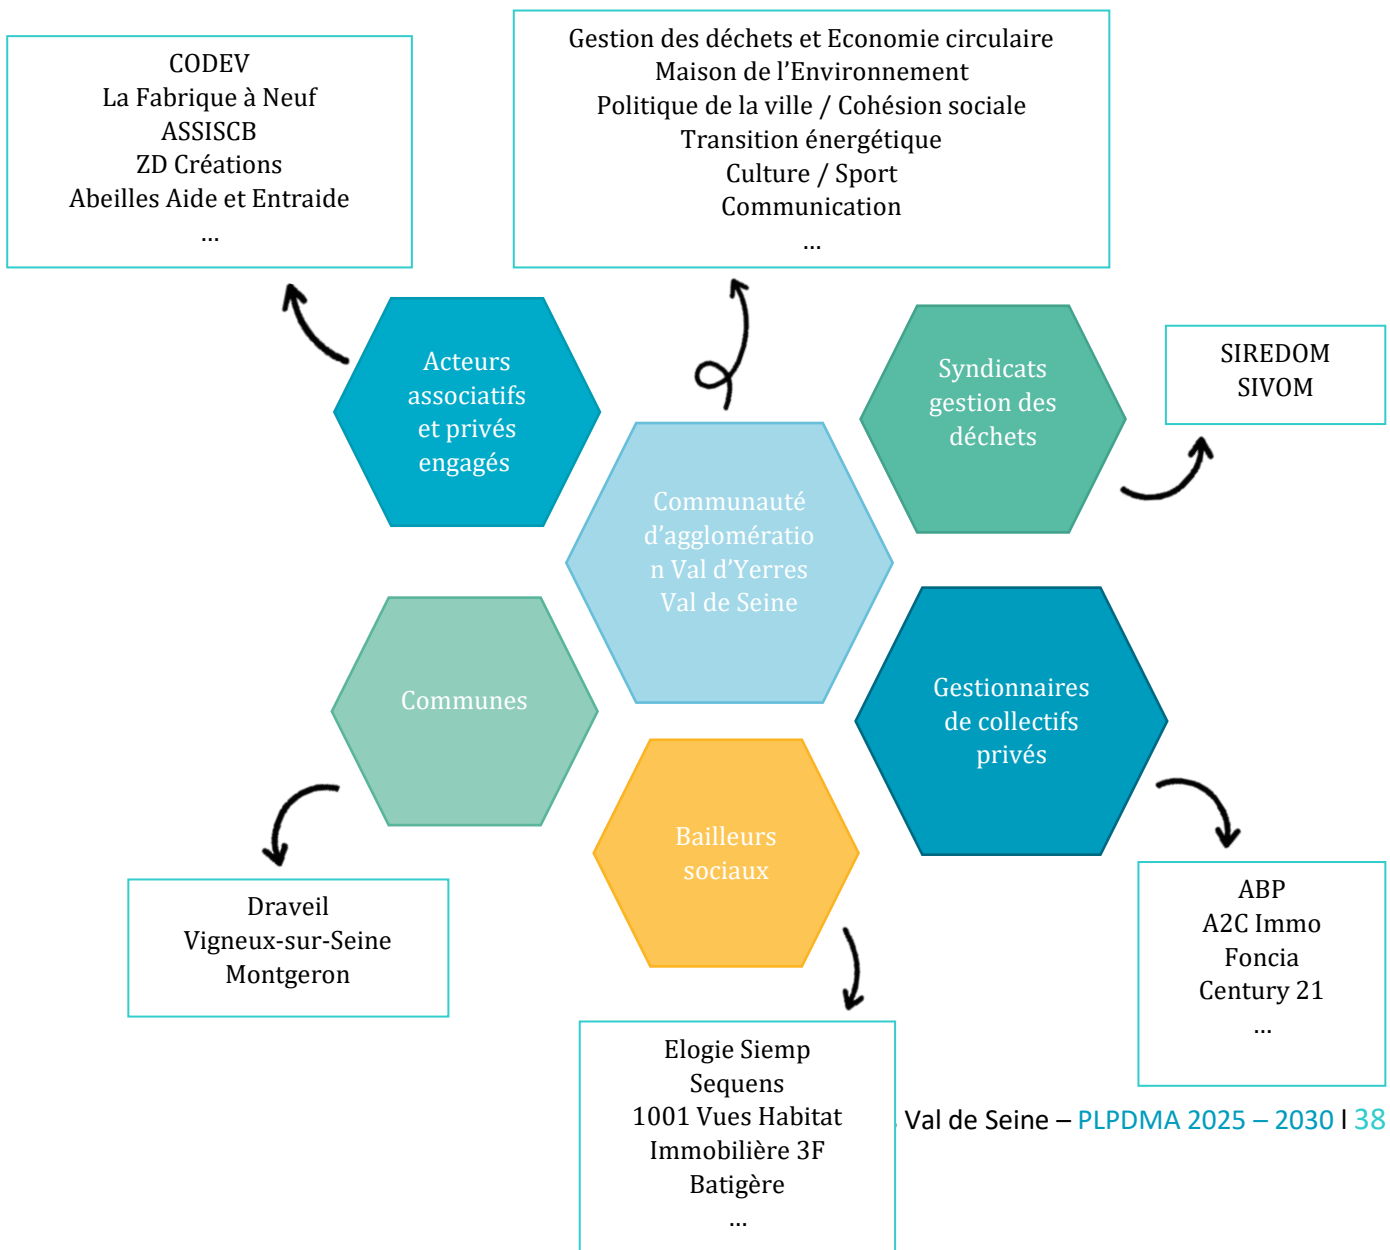 CODEV
La Fabrique à Neuf
ASSISCB
ZD Créations
Abeilles Aide et Entraide
...
Gestion des déchets et Economie circulaire
Maison de l'Environnement
Politique de la ville / Cohésion sociale
Transition énergétique
Culture / Sport
Communication
...
Acteurs
associatifs
et privés
engagés
Syndicats
gestion des
déchets
SIREDOM
SIVOM
Communauté
d'agglomératio
n Val d'Yerres
Val de Seine
Communes
Gestionnaires
de collectifs
privés
Bailleurs
sociaux
Draveil
Vigneux-sur-Seine
Montgeron
ABP
A2C Immo
Foncia
Century 21
...
Elogie Siemp
Sequens
1001 Vues Habitat
Immobilière 3F
Batigère
...
Val de Seine – PLPDMA 2025 – 2030 l 38